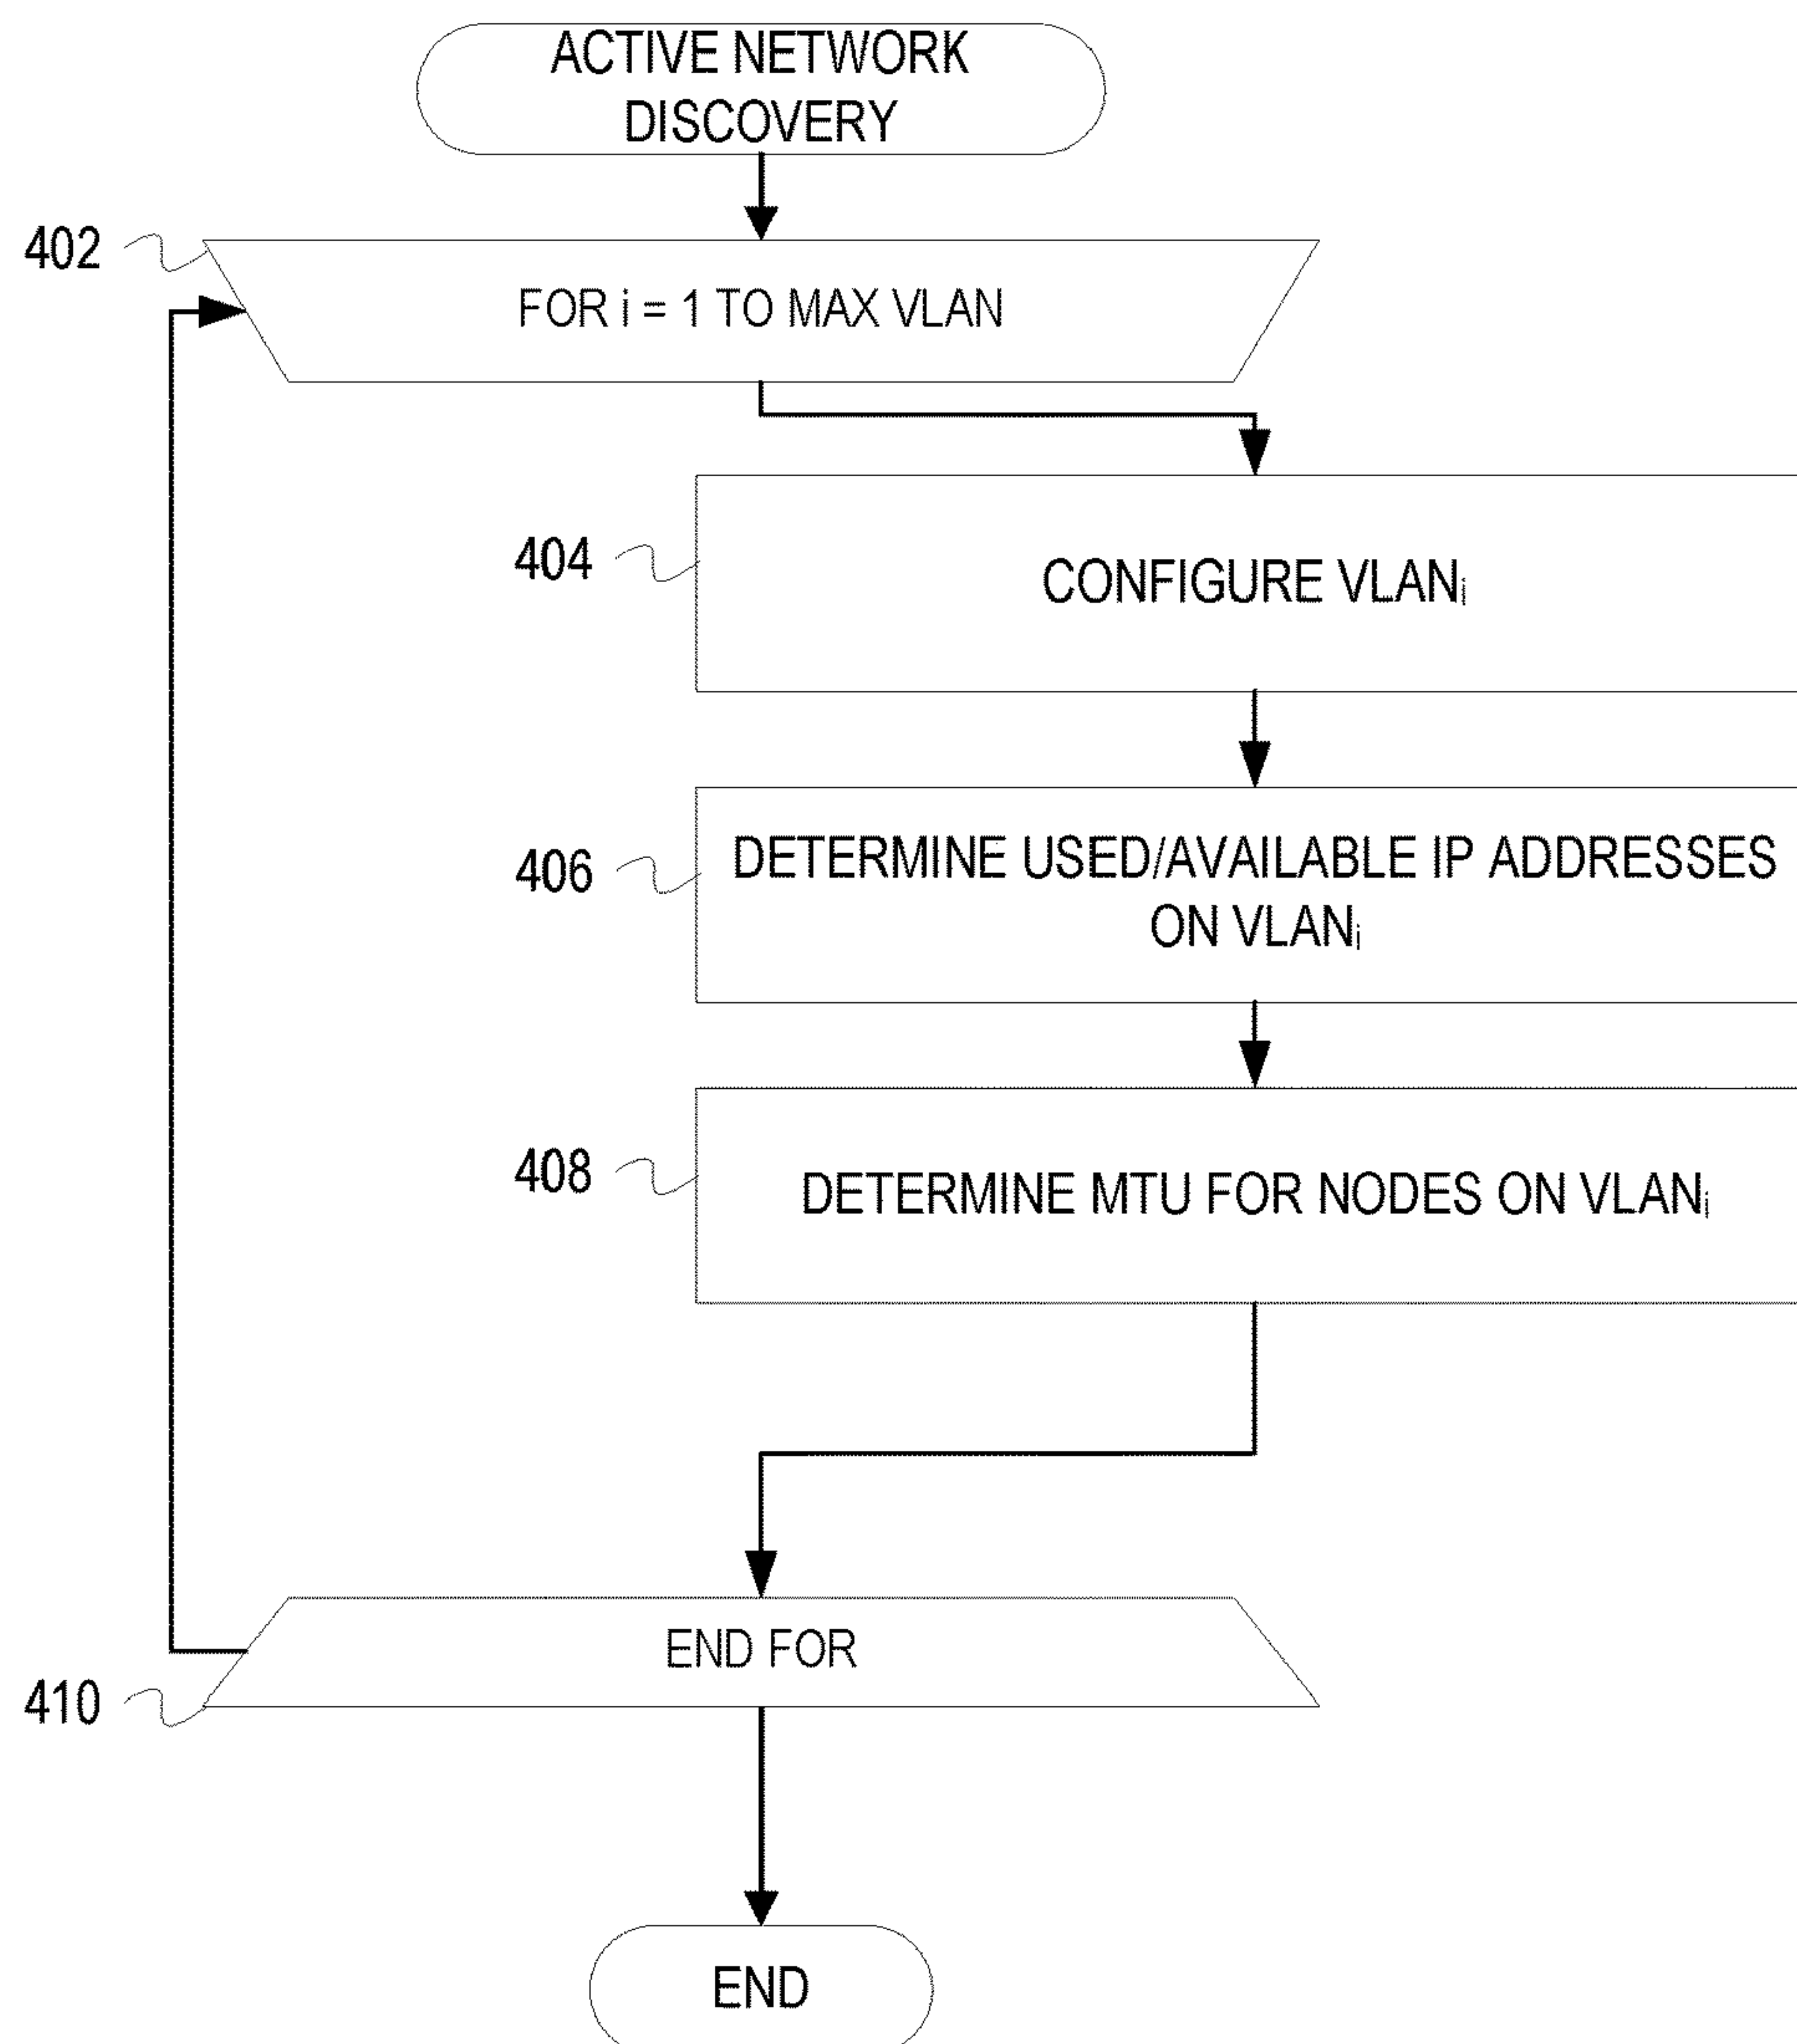 ACTIVE NETWORK
DISCOVERY
402
FOR i = 1 TO MAX VLAN
404
CONFIGURE VLANᵢ
406
DETERMINE USED/AVAILABLE IP ADDRESSES
ON VLANᵢ
408
DETERMINE MTU FOR NODES ON VLANᵢ
END FOR
410
END